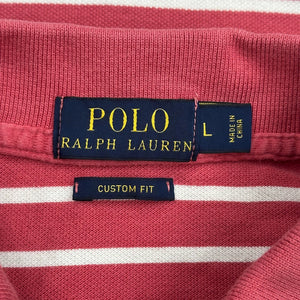 POLO
RALPH LAUREN
L
MADE IN
CHINA
CUSTOM FIT